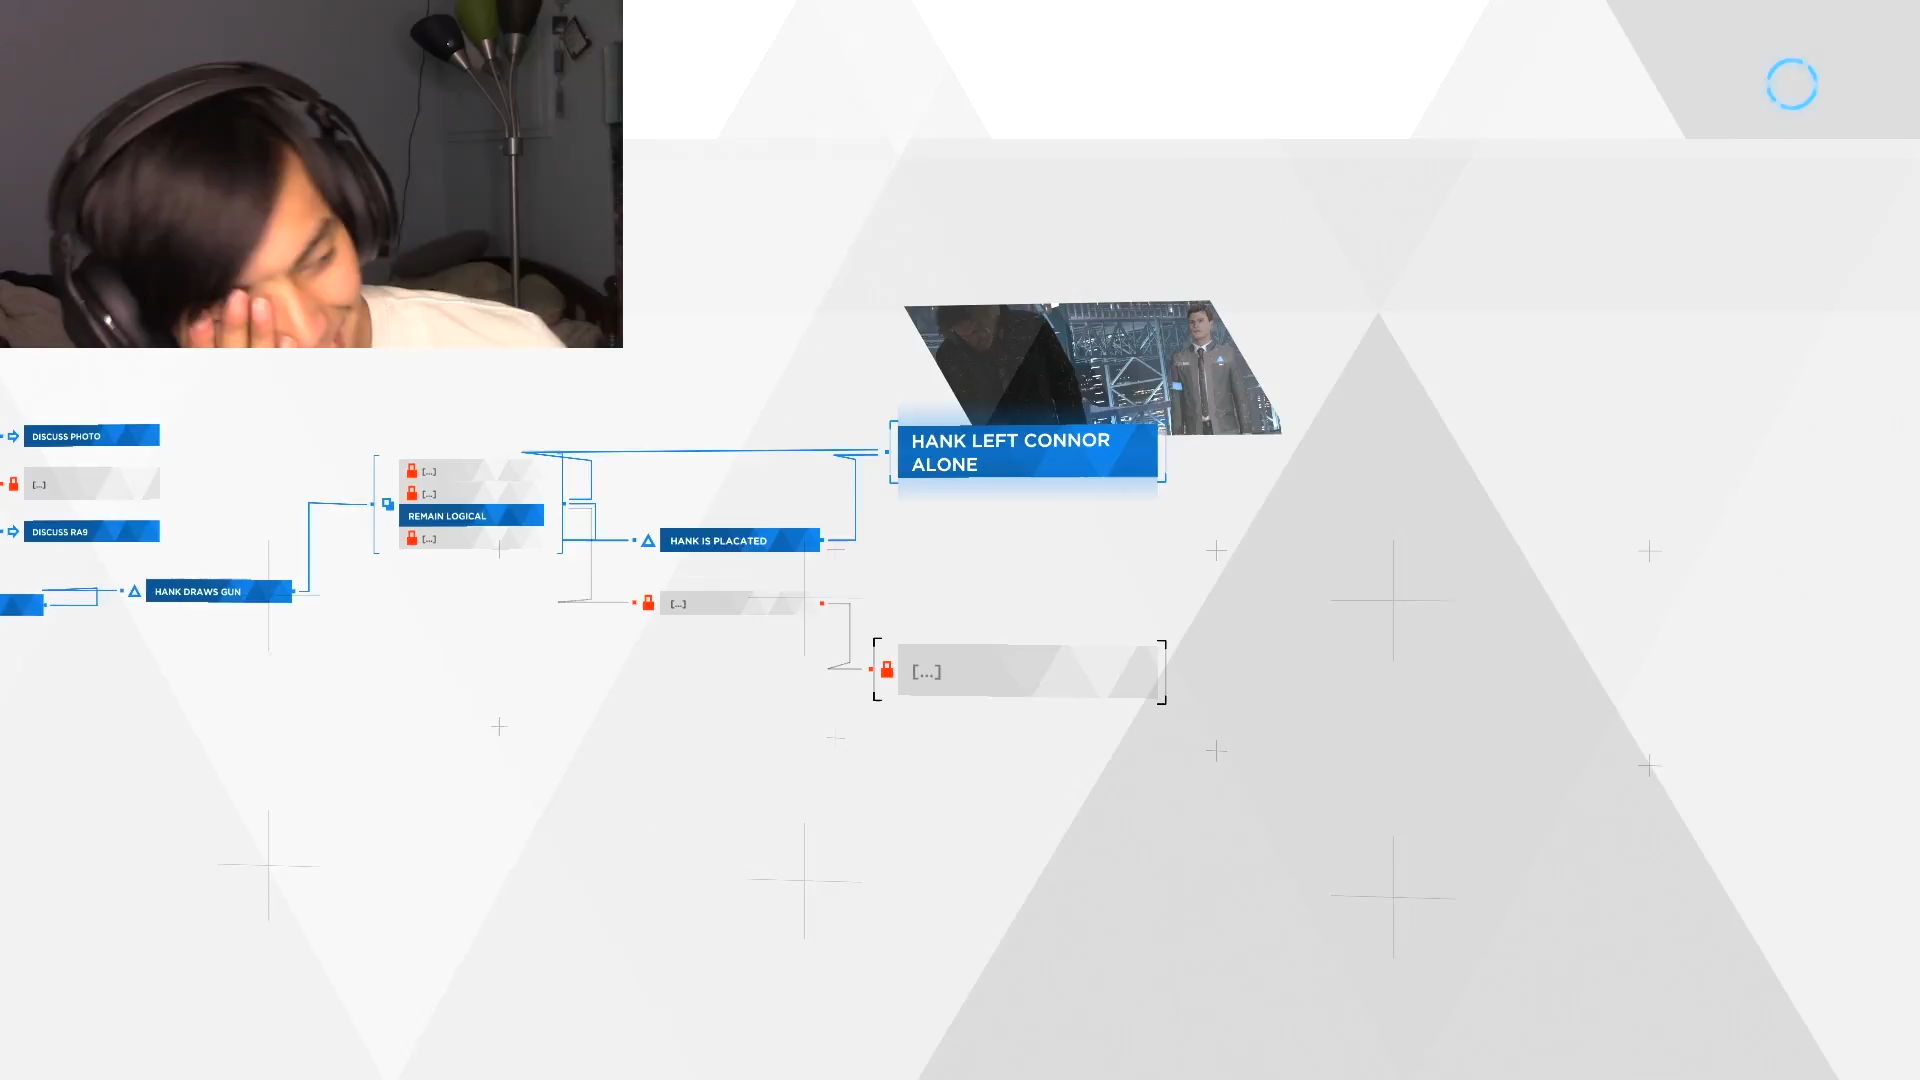 DISCUSS PHOTO
[...]
DISCUSS RA9
HANK DRAWS GUN
[...]
[...]
REMAIN LOGICAL
[...]
HANK IS PLACATED
[...]
HANK LEFT CONNOR
ALONE
[...]